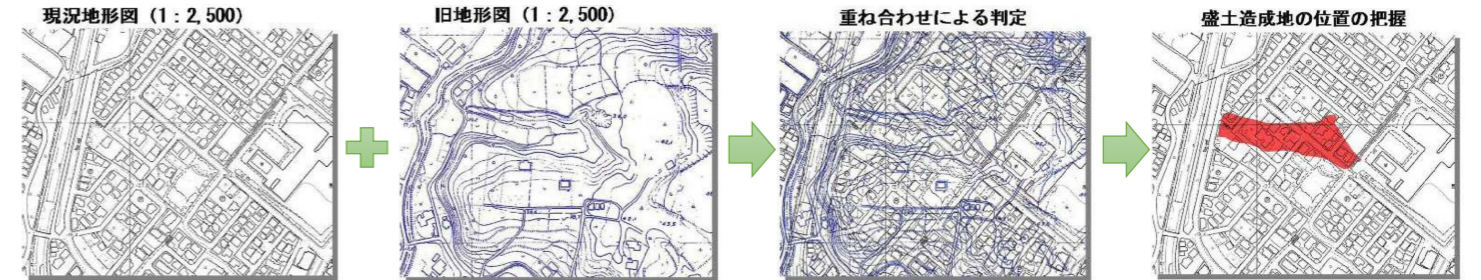 現況地形図（1：2,500）
旧地形図（1：2,500）
重ね合わせによる判定
盛土造成地の位置の把握